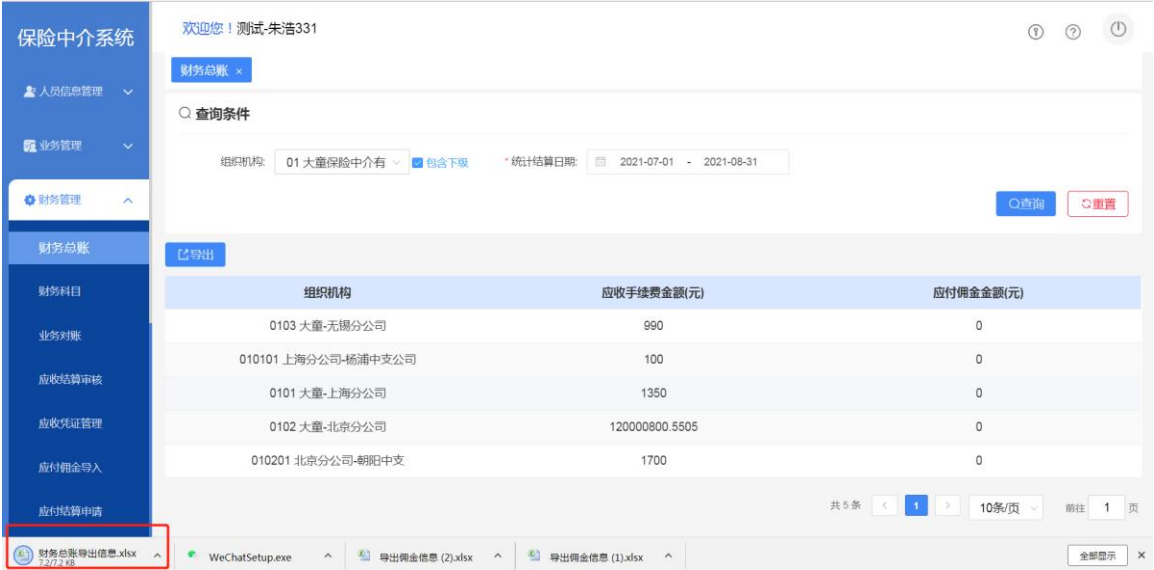 保险中介系统
欢迎您！测试-朱浩331
财务总账 ×
人员信息管理
查询条件
业务管理
组织机构: 01 大童保险中介有 包含下级 * 统计结算日期: 2021-07-01 - 2021-08-31
财务管理
查询 重置
财务总账
导出
财务科目
组织机构 应收手续费金额(元) 应付佣金金额(元)
业务对账
0103 大童-无锡分公司 990 0
010101 上海分公司-杨浦中支公司 100 0
应收结算审核
0101 大童-上海分公司 1350 0
应收凭证管理
0102 大童-北京分公司 120000800.5505 0
应付佣金导入
010201 北京分公司-朝阳中支 1700 0
应付结算申请
共 5 条 < 1 > 10条/页 前往 1 页
财务总账导出信息.xlsx
7.2/7.2 KB
WeChatSetup.exe
导出佣金信息 (2).xlsx
导出佣金信息 (1).xlsx
全部显示 ×